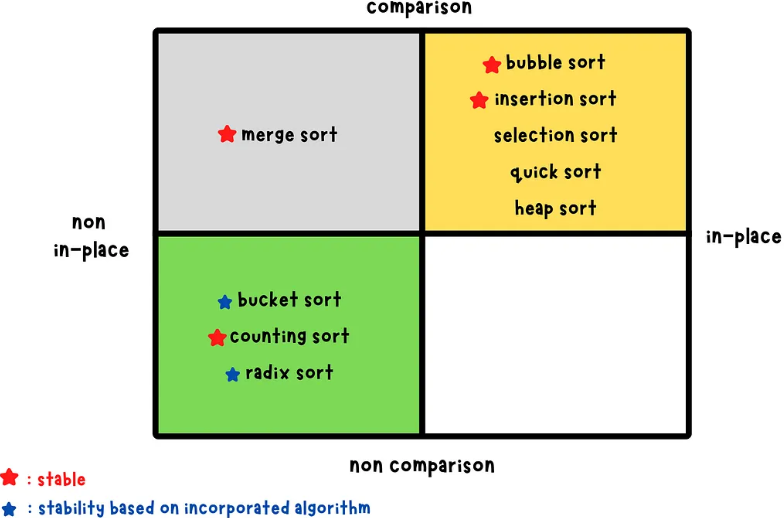 comparison
bubble sort
insertion sort
merge sort
selection sort
quick sort
heap sort
non
in-place
in-place
bucket sort
counting sort
radix sort
non comparison
: stable
: stability based on incorporated algorithm